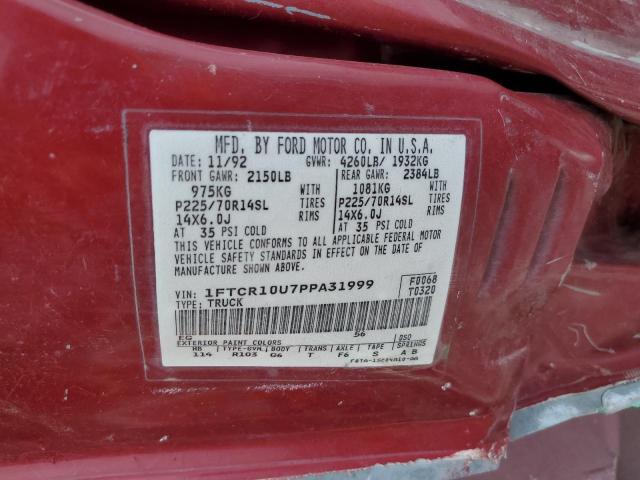 MFD. BY FORD MOTOR CO. IN U.S.A.
DATE: 11/92 GVWR: 4260LB/ 1932KG
FRONT GAWR: 2150LB REAR GAWR: 2384LB
975KG WITH 1081KG WITH
P225/70R14SL TIRES P225/70R14SL TIRES
14X6.0J RIMS 14X6.0J RIMS
AT 35 PSI COLD AT 35 PSI COLD
THIS VEHICLE CONFORMS TO ALL APPLICABLE FEDERAL MOTOR
VEHICLE SAFETY STANDARDS IN EFFECT ON THE DATE OF
MANUFACTURE SHOWN ABOVE.
VIN: 1FTCR10U7PPA31999 F0068
TYPE: TRUCK T0320
EG 56 DSO
EXTERIOR PAINT COLORS
WB TYPE-GVW BODY TRANS AXLE TAPE SPRINGS
114 R103 G6 T F6 S A B